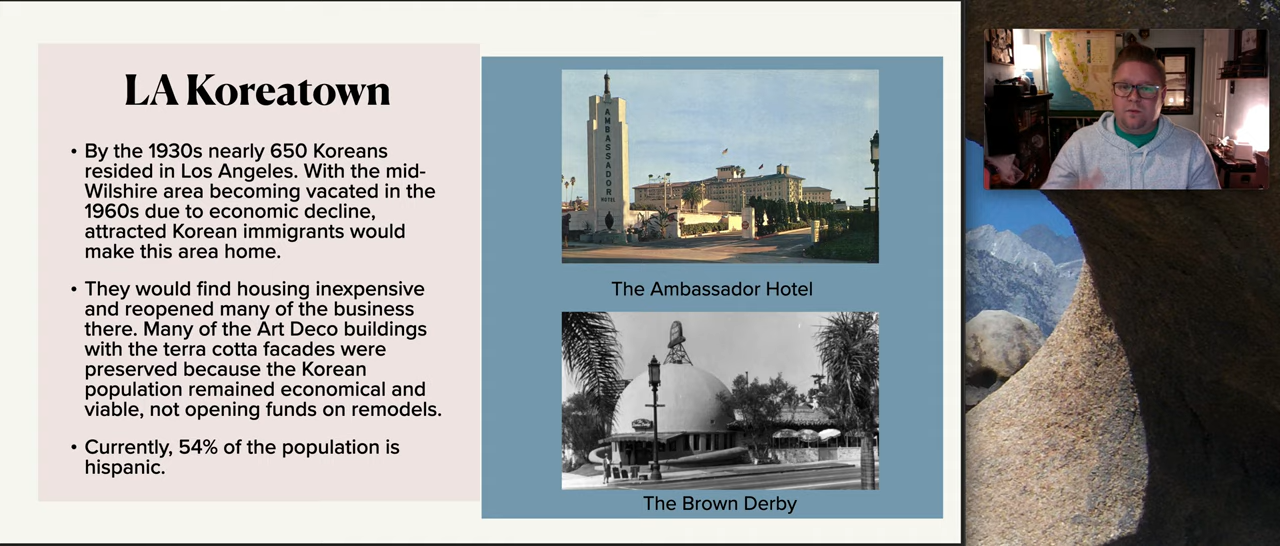 LA Koreatown
• By the 1930s nearly 650 Koreans
resided in Los Angeles. With the mid-
Wilshire area becoming vacated in the
1960s due to economic decline,
attracted Korean immigrants would
make this area home.
• They would find housing inexpensive
and reopened many of the business
there. Many of the Art Deco buildings
with the terra cotta facades were
preserved because the Korean
population remained economical and
viable, not opening funds on remodels.
• Currently, 54% of the population is
hispanic.
AMBASSADOR
HOTEL
The Ambassador Hotel
The Brown Derby